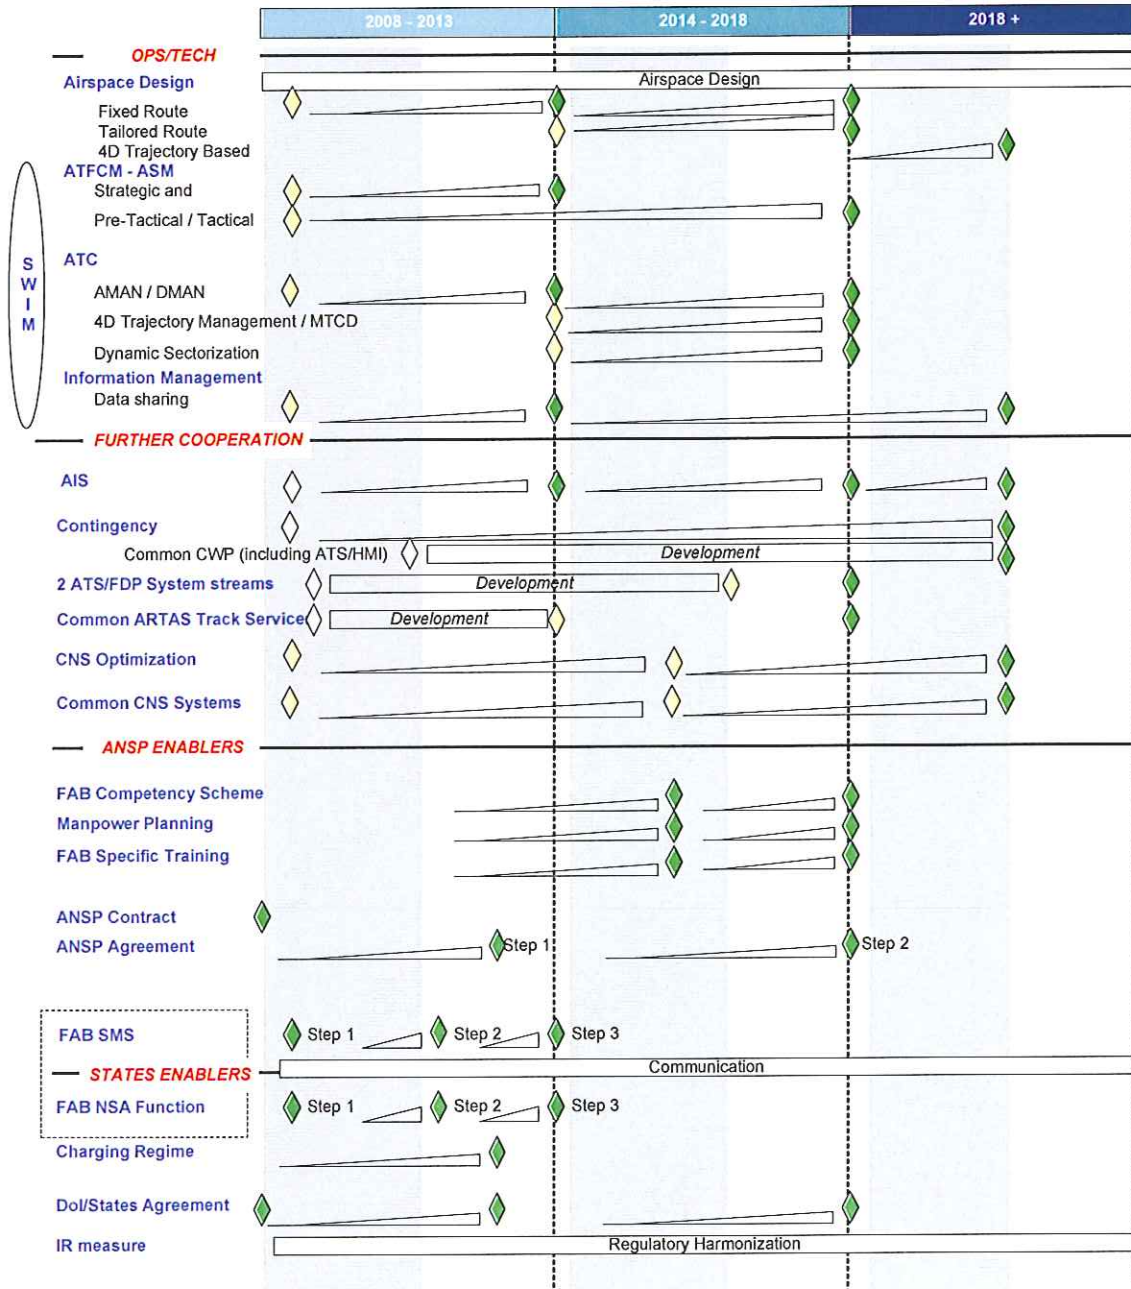 2008 - 2013 2014 - 2018 2018 +
OPS/TECH
Airspace Design Airspace Design
Fixed Route
Tailored Route
4D Trajectory Based
ATFCM - ASM
Strategic and
Pre-Tactical / Tactical
SWIM
ATC
AMAN / DMAN
4D Trajectory Management / MTCD
Dynamic Sectorization
Information Management
Data sharing
FURTHER COOPERATION
AIS
Contingency
Common CWP (including ATS/HMI) Development
2 ATS/FDP System streams Development
Common ARTAS Track Service Development
CNS Optimization
Common CNS Systems
ANSP ENABLERS
FAB Competency Scheme
Manpower Planning
FAB Specific Training
ANSP Contract
ANSP Agreement Step 1 Step 2
FAB SMS Step 1 Step 2 Step 3
Communication
STATES ENABLERS
FAB NSA Function Step 1 Step 2 Step 3
Charging Regime
DoI/States Agreement
IR measure Regulatory Harmonization